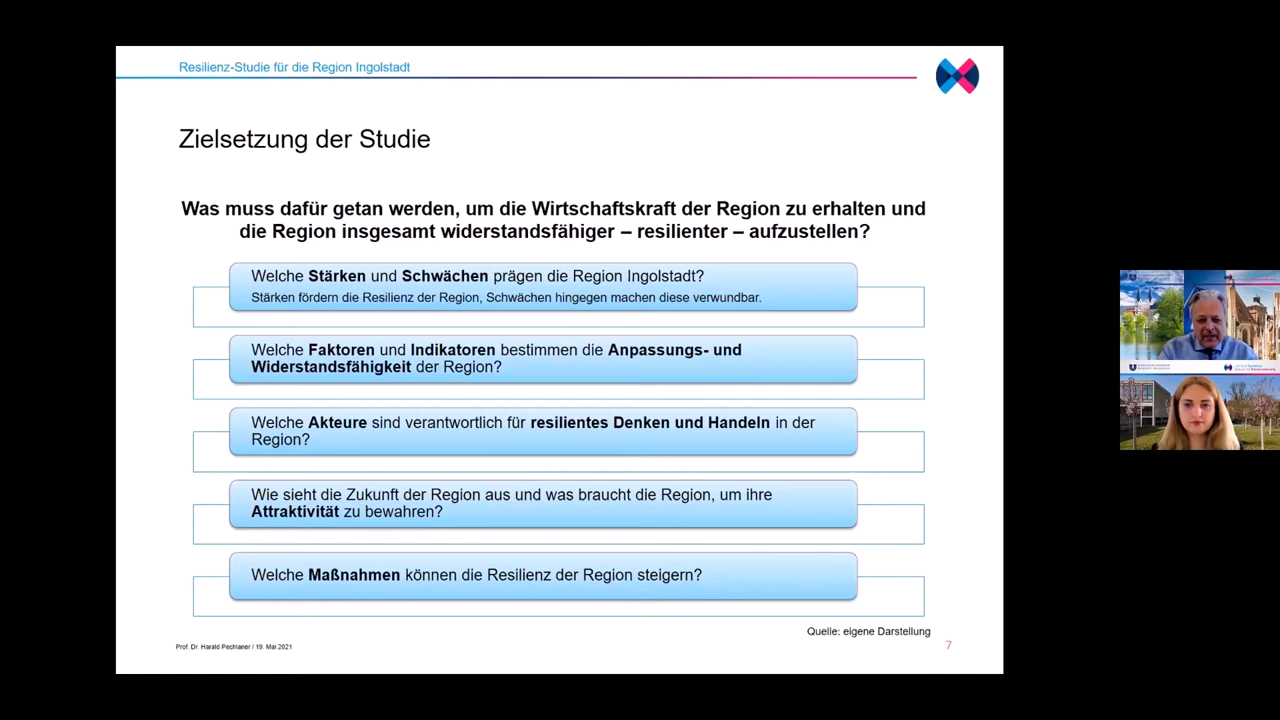 Resilienz-Studie für die Region Ingolstadt
Zielsetzung der Studie
Was muss dafür getan werden, um die Wirtschaftskraft der Region zu erhalten und
die Region insgesamt widerstandsfähiger – resilienter – aufzustellen?
Welche Stärken und Schwächen prägen die Region Ingolstadt?
Stärken fördern die Resilienz der Region, Schwächen hingegen machen diese verwundbar.
Welche Faktoren und Indikatoren bestimmen die Anpassungs- und
Widerstandsfähigkeit der Region?
Welche Akteure sind verantwortlich für resilientes Denken und Handeln in der
Region?
Wie sieht die Zukunft der Region aus und was braucht die Region, um ihre
Attraktivität zu bewahren?
Welche Maßnahmen können die Resilienz der Region steigern?
Quelle: eigene Darstellung
Prof. Dr. Harald Pechlaner / 19. Mai 2021
7